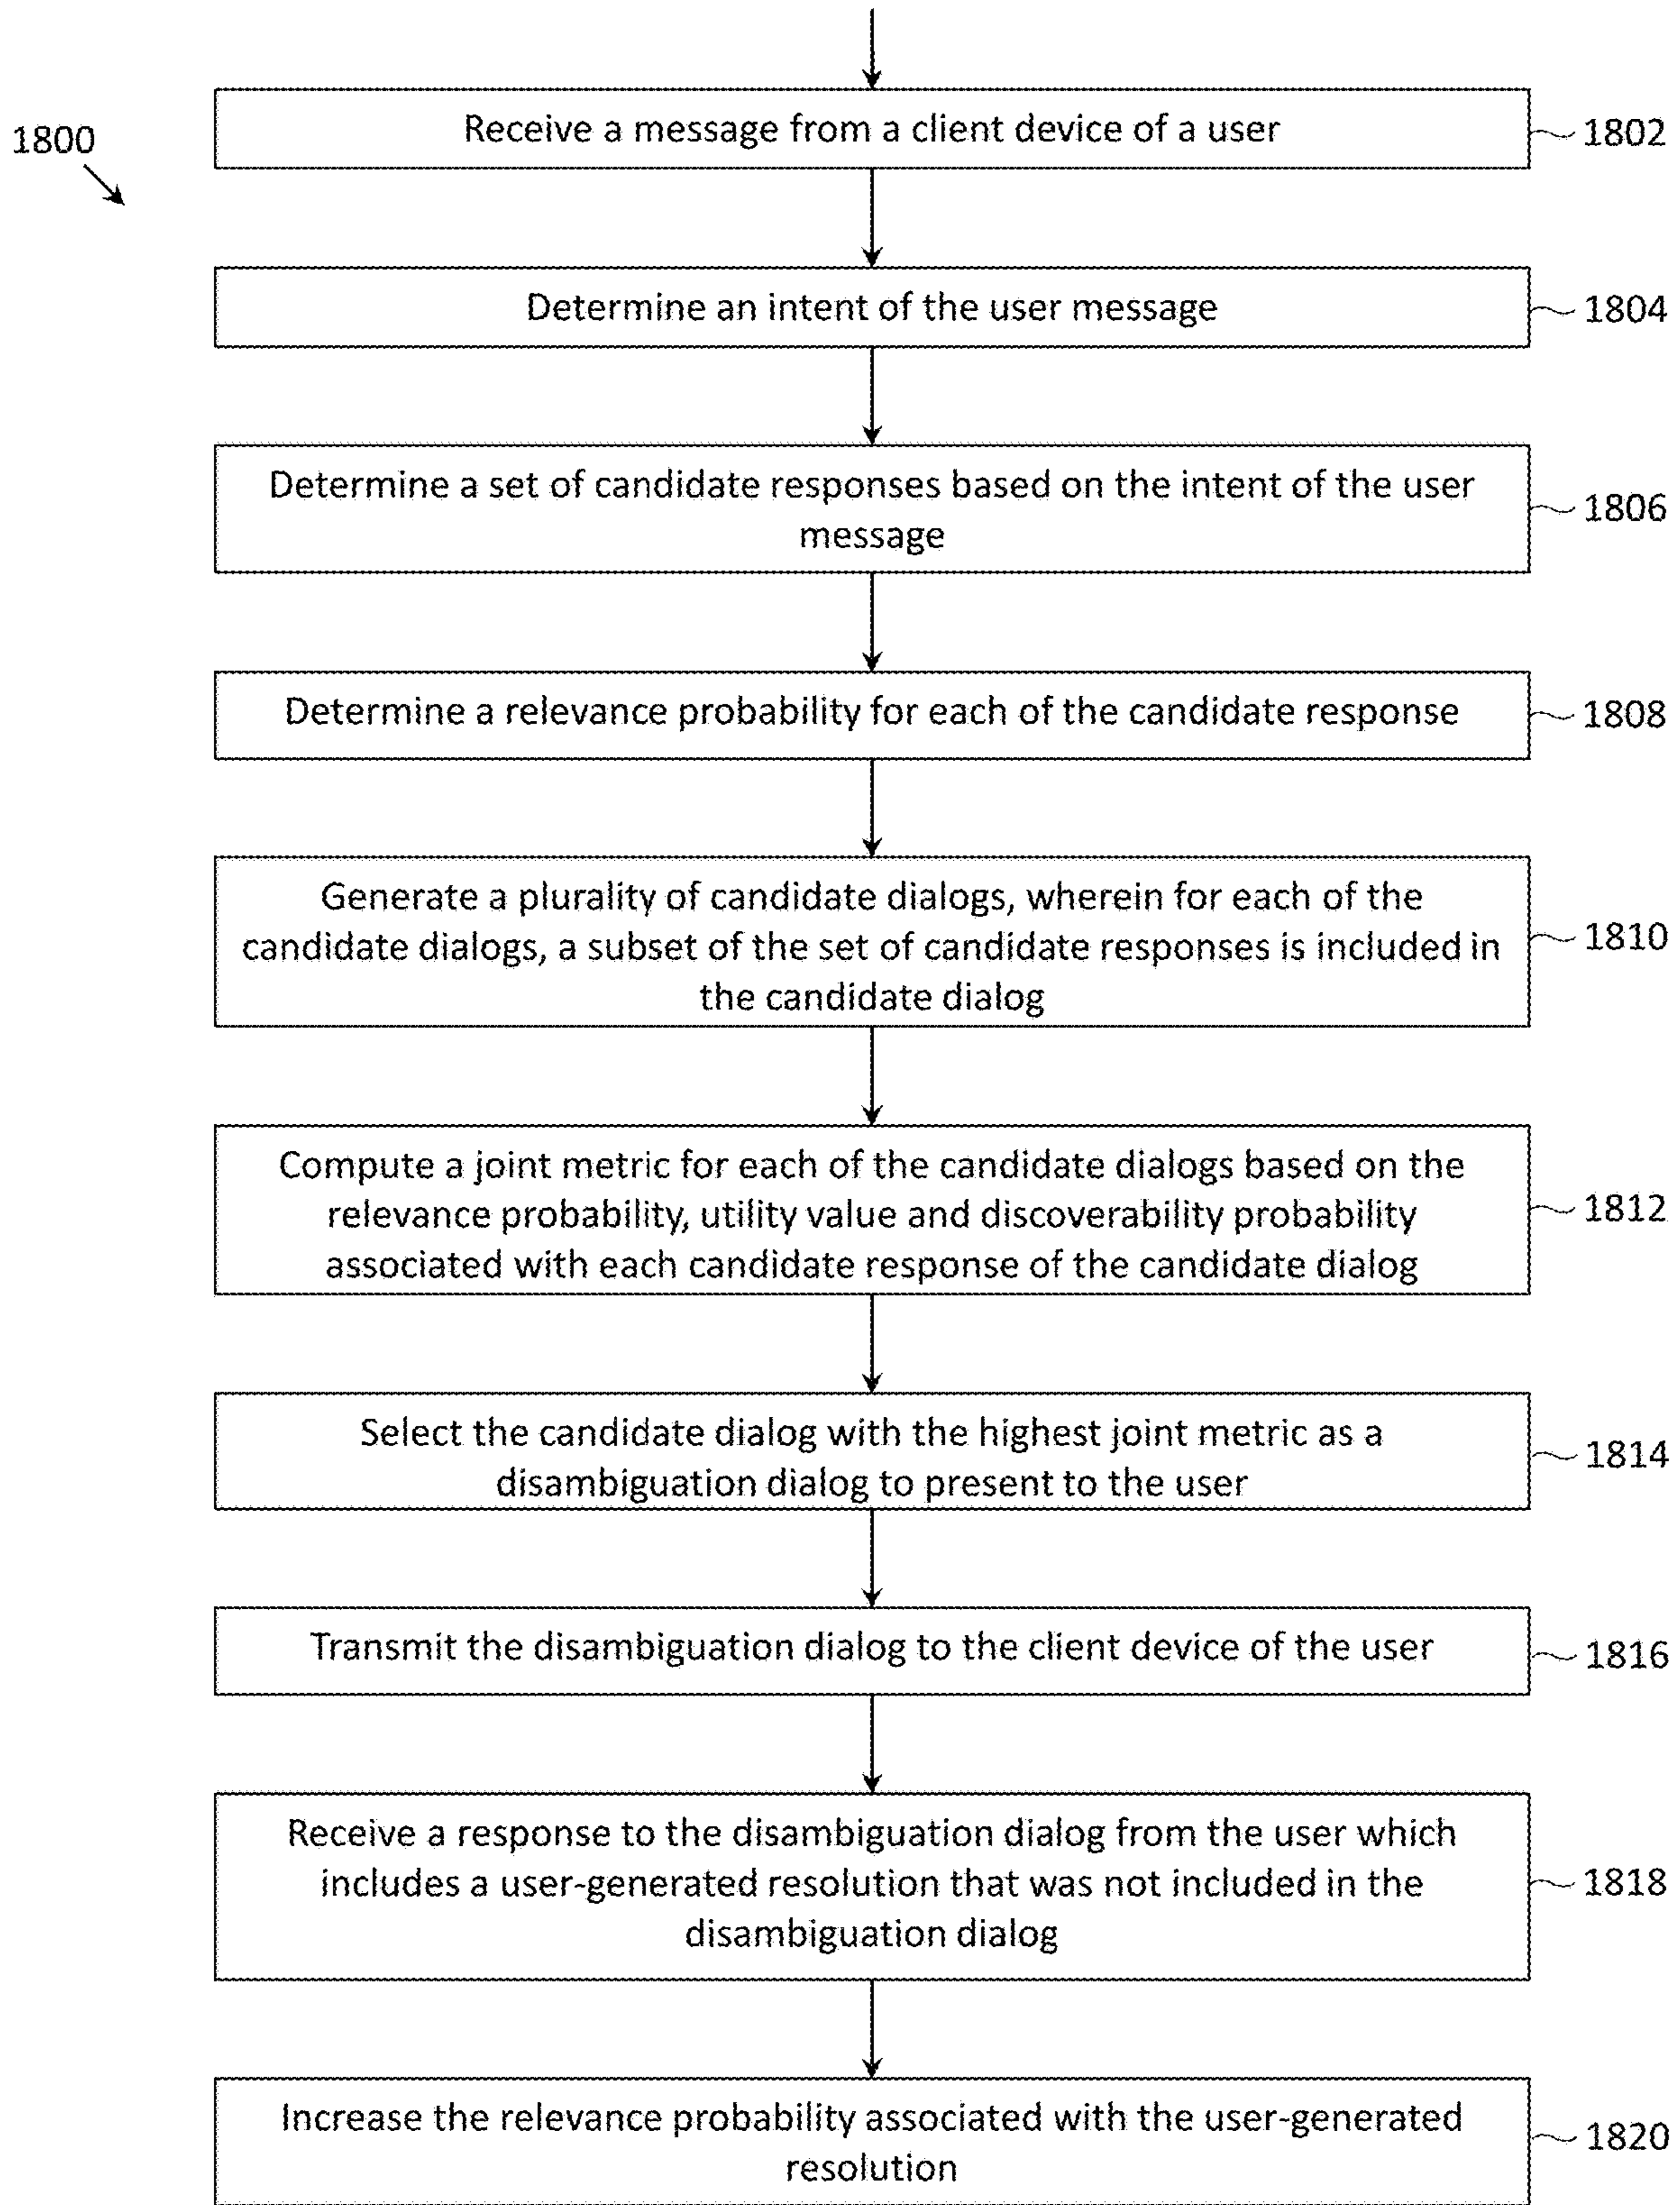 1800
Receive a message from a client device of a user
1802
Determine an intent of the user message
1804
Determine a set of candidate responses based on the intent of the user
message
1806
Determine a relevance probability for each of the candidate response
1808
Generate a plurality of candidate dialogs, wherein for each of the
candidate dialogs, a subset of the set of candidate responses is included in
the candidate dialog
1810
Compute a joint metric for each of the candidate dialogs based on the
relevance probability, utility value and discoverability probability
associated with each candidate response of the candidate dialog
1812
Select the candidate dialog with the highest joint metric as a
disambiguation dialog to present to the user
1814
Transmit the disambiguation dialog to the client device of the user
1816
Receive a response to the disambiguation dialog from the user which
includes a user-generated resolution that was not included in the
disambiguation dialog
1818
Increase the relevance probability associated with the user-generated
resolution
1820